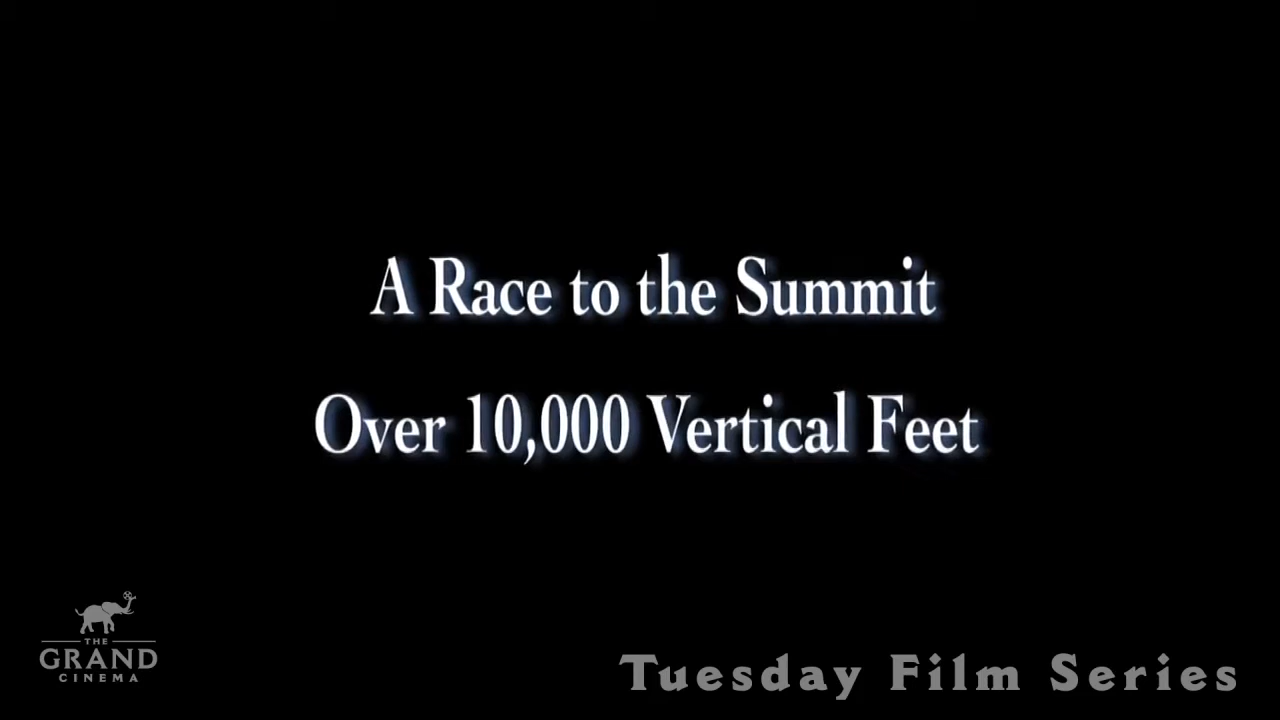 A Race to the Summit
Over 10,000 Vertical Feet
THE
GRAND
CINEMA
Tuesday Film Series